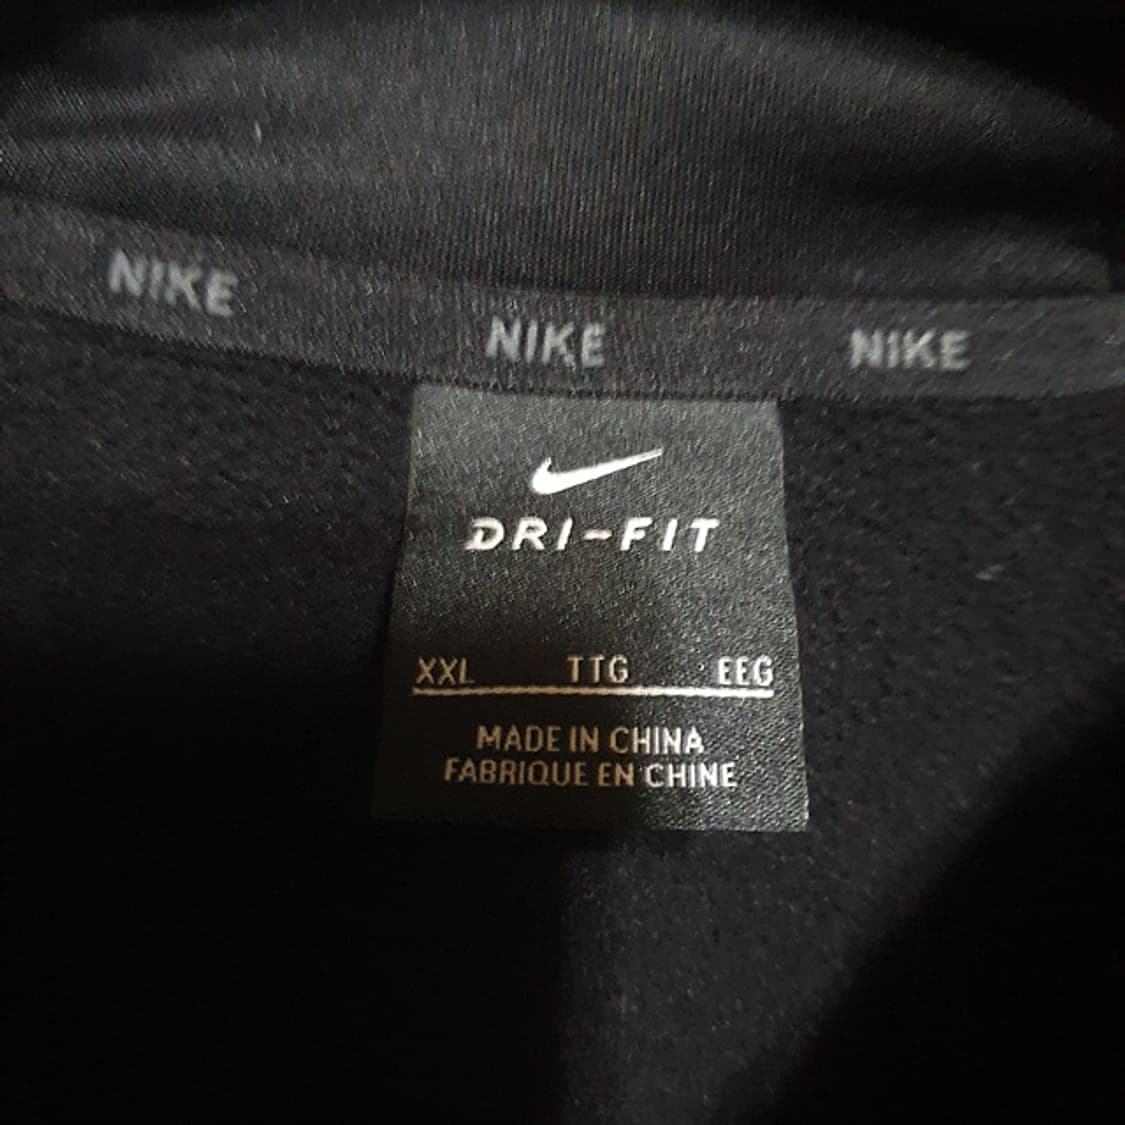 NIKE NIKE NIKE
DRI-FIT
XXL TTG EEG
MADE IN CHINA
FABRIQUE EN CHINE